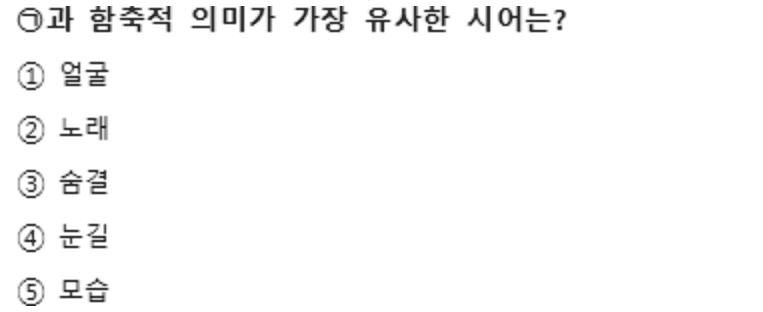 ㉠과 함축적 의미가 가장 유사한 시어는?
① 얼굴
② 노래
③ 숨결
④ 눈길
⑤ 모습